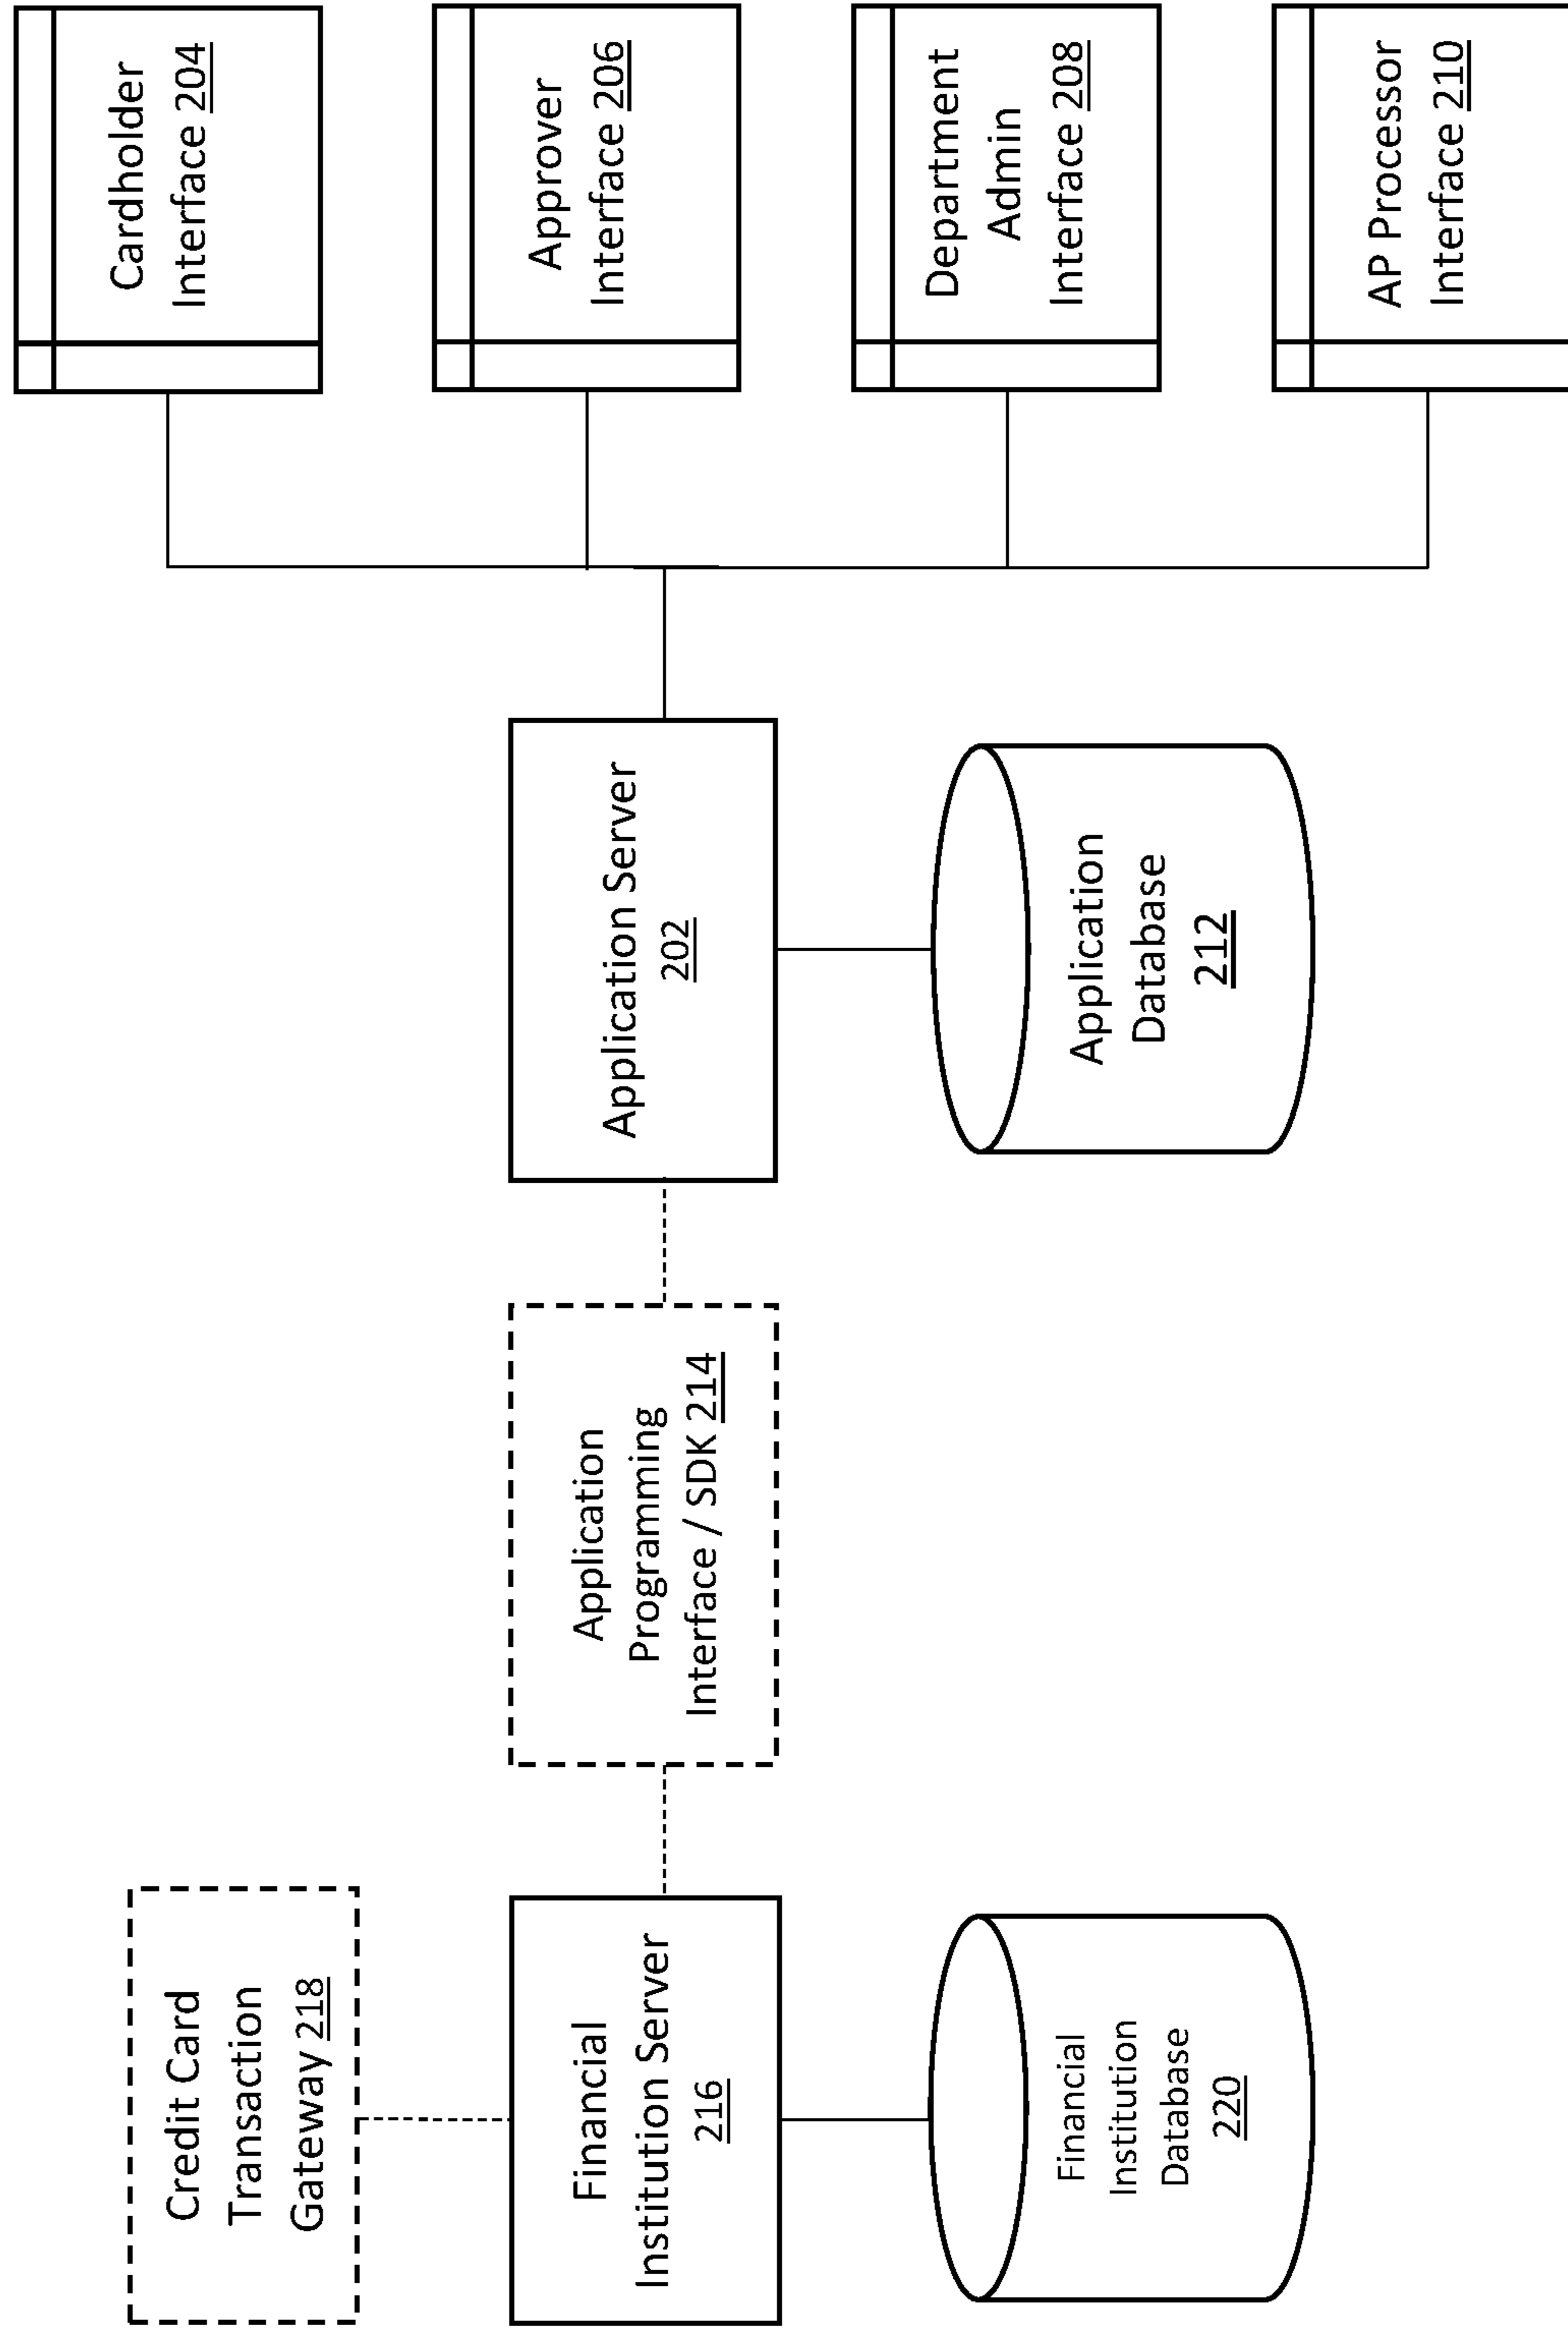 Credit Card
Transaction
Gateway 218
Financial
Institution Server
216
Financial
Institution
Database
220
Application
Programming
Interface / SDK 214
Application Server
202
Application
Database
212
Cardholder
Interface 204
Approver
Interface 206
Department
Admin
Interface 208
AP Processor
Interface 210